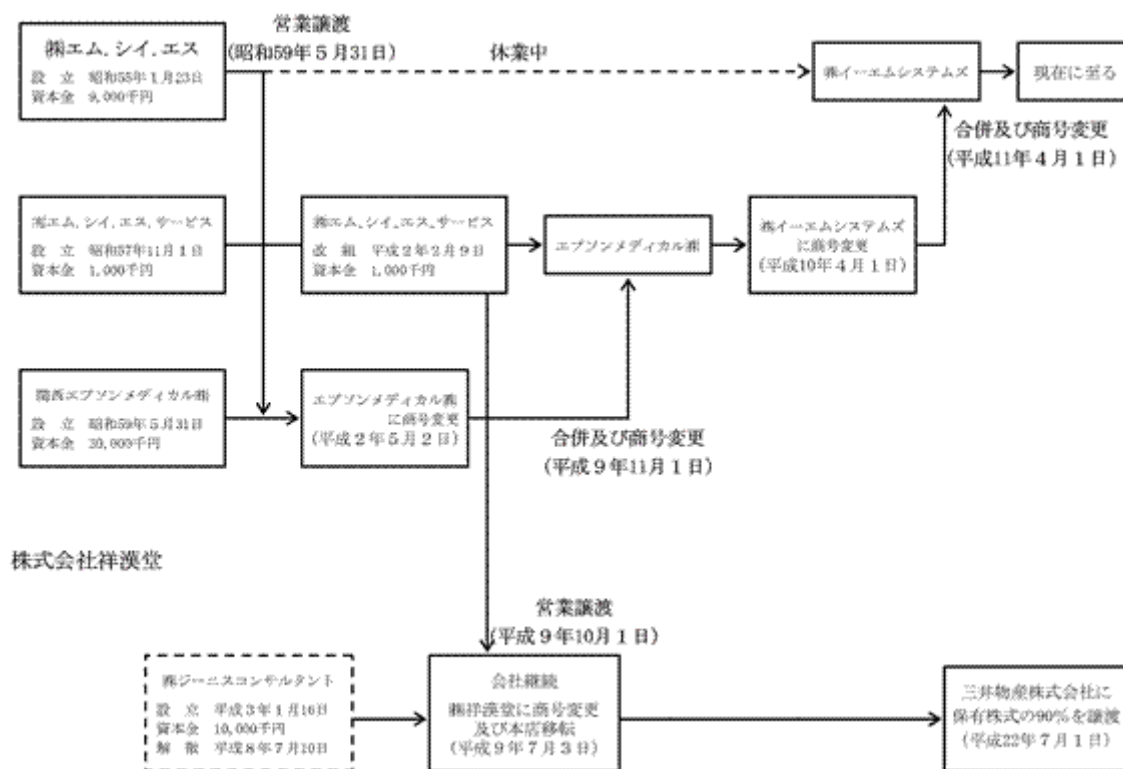 営業譲渡
(昭和59年5月31日)
㈱エム．シイ．エス
設　立　昭和55年1月23日
資本金　9,000千円
休業中
㈱イーエムシステムズ
現在に至る
合併及び商号変更
(平成11年4月1日)
㈲エム．シイ．エス．サービス
設　立　昭和57年11月1日
資本金　1,000千円
㈱エム．シイ．エス．サービス
改　組　平成2年2月9日
資本金　1,000千円
エプソンメディカル㈱
㈱イーエムシステムズ
に商号変更
(平成10年4月1日)
関西エプソンメディカル㈱
設　立　昭和59年5月31日
資本金
エプソンメディカル㈱
に商号変更
(平成2年5月2日)
合併及び商号変更
(平成9年11月1日)
株式会社祥漢堂
営業譲渡
(平成9年10月1日)
㈱ジーニスコンサルタント
設　立　平成3年1月16日
資本金　10,000千円
解　散　平成8年7月10日
会社継続
㈱祥漢堂に商号変更
及び本店移転
(平成9年7月3日)
三井物産株式会社に
保有株式の90%を譲渡
(平成22年7月1日)